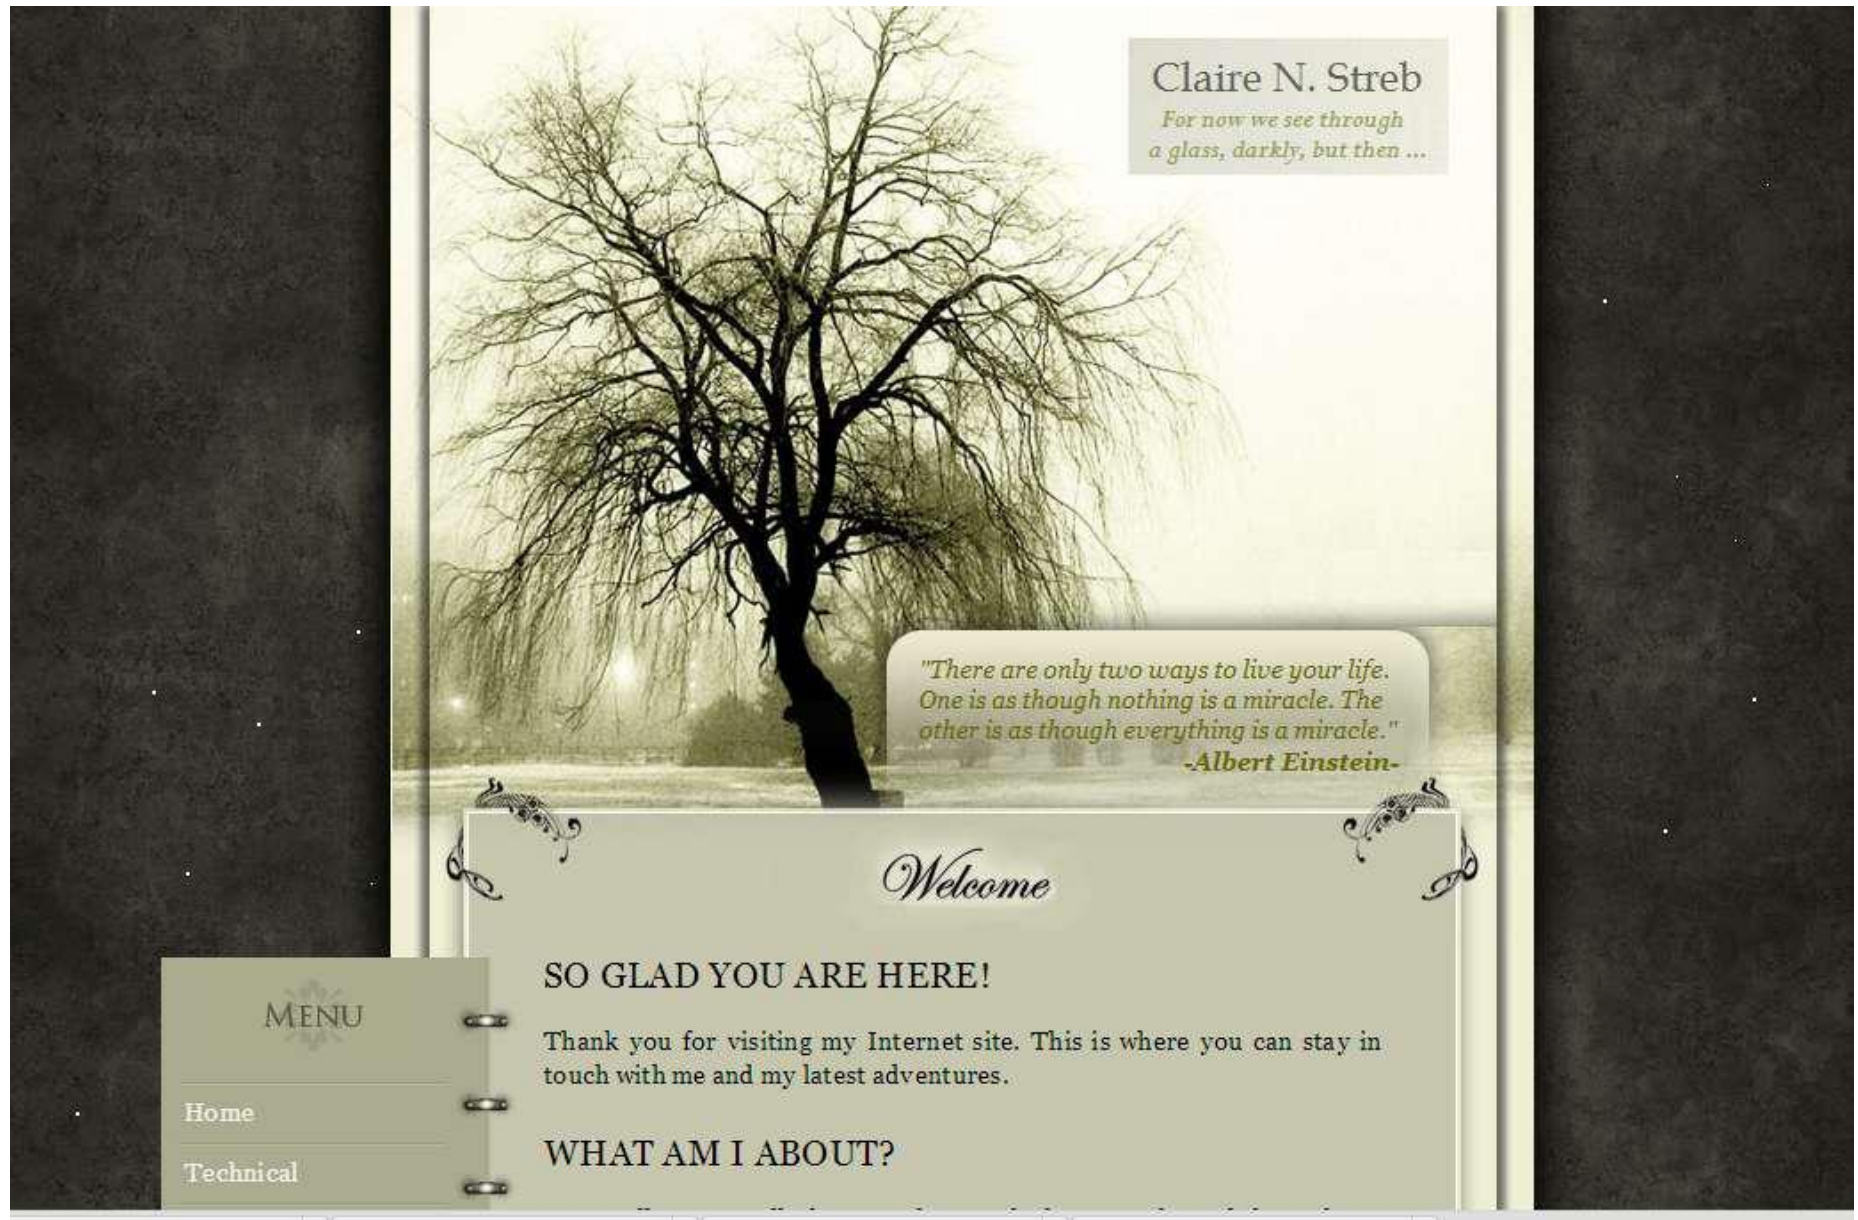 Claire N. Streb
For now we see through
a glass, darkly, but then ...
"There are only two ways to live your life.
One is as though nothing is a miracle. The
other is as though everything is a miracle."
-Albert Einstein-
Welcome
SO GLAD YOU ARE HERE!
Thank you for visiting my Internet site. This is where you can stay in
touch with me and my latest adventures.
WHAT AM I ABOUT?
MENU
Home
Technical